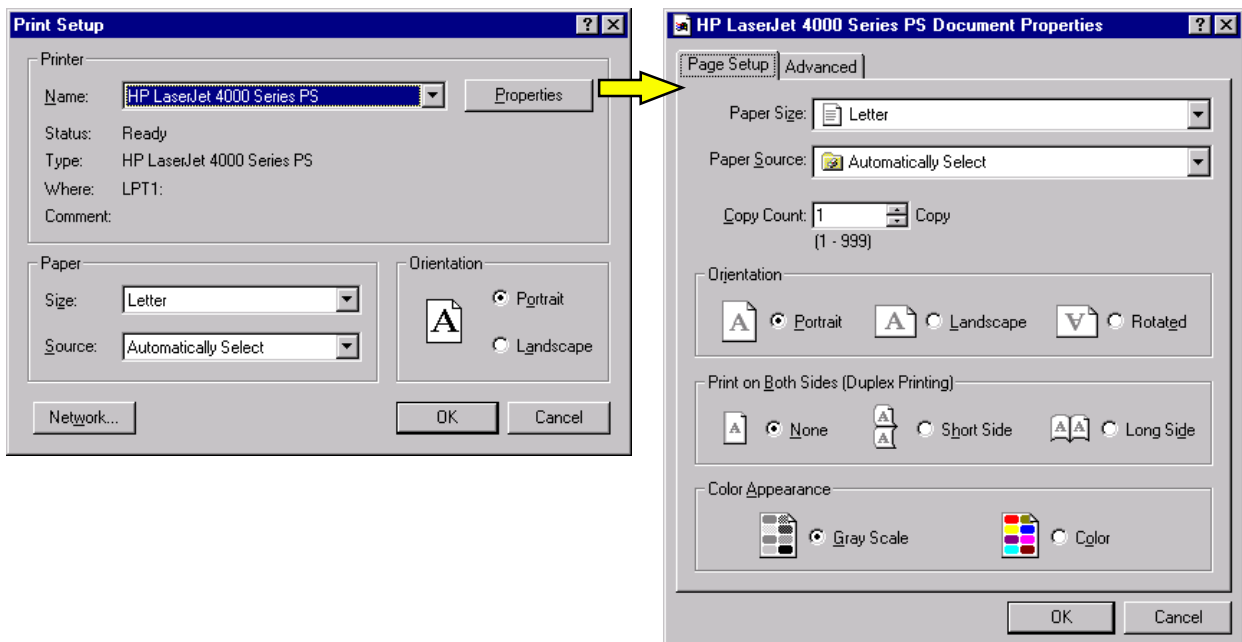 Print Setup
Printer
Name: HP LaserJet 4000 Series PS Properties
Status: Ready
Type: HP LaserJet 4000 Series PS
Where: LPT1:
Comment:
Paper
Size: Letter
Source: Automatically Select
Orientation
A
Portrait
Landscape
Network... OK Cancel
HP LaserJet 4000 Series PS Document Properties
Page Setup Advanced
Paper Size: Letter
Paper Source: Automatically Select
Copy Count: 1 Copy
(1 - 999)
Orientation
A Portrait A Landscape A Rotated
Print on Both Sides (Duplex Printing)
A None A A Short Side A A Long Side
Color Appearance
Gray Scale Color
OK Cancel